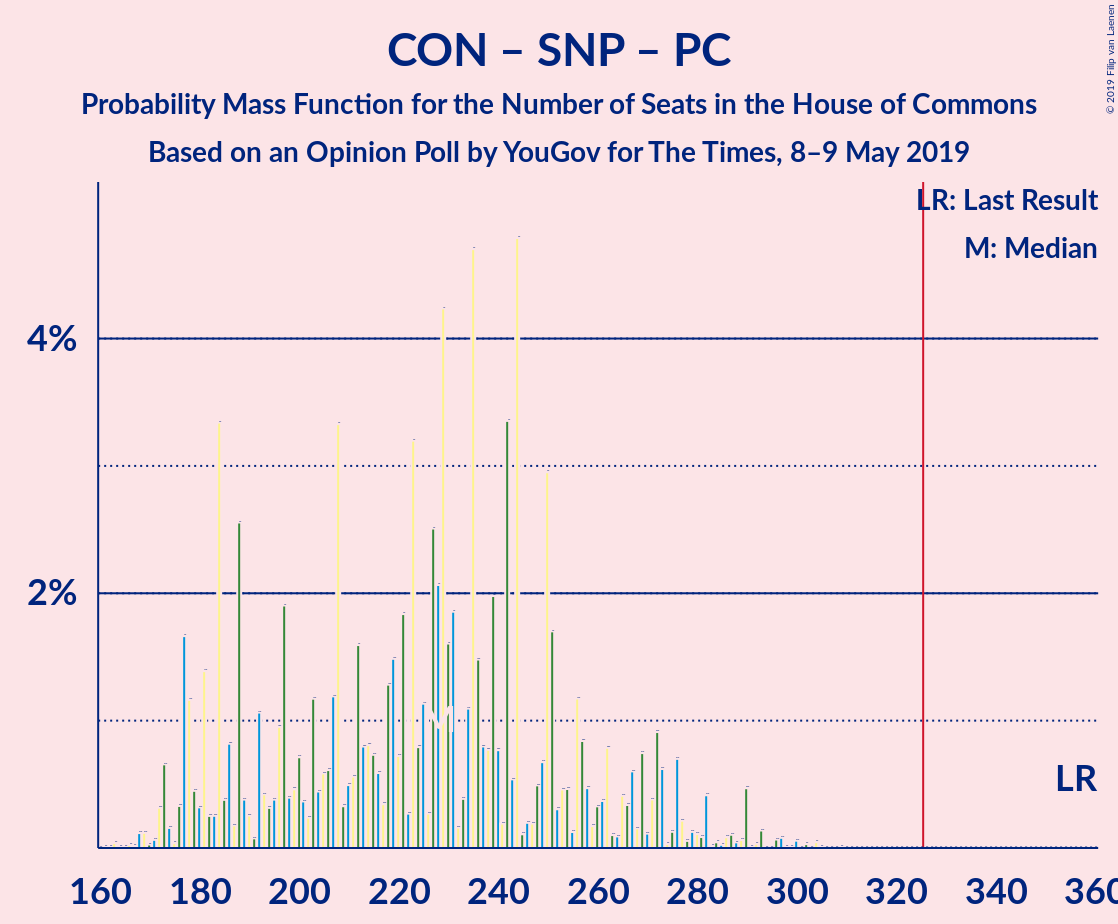 CON – SNP – PC
Probability Mass Function for the Number of Seats in the House of Commons
Based on an Opinion Poll by YouGov for The Times, 8–9 May 2019
© 2019 Filip van Laenen
LR: Last Result
M: Median
4%
2%
LR
160 180 200 220 240 260 280 300 320 340 360